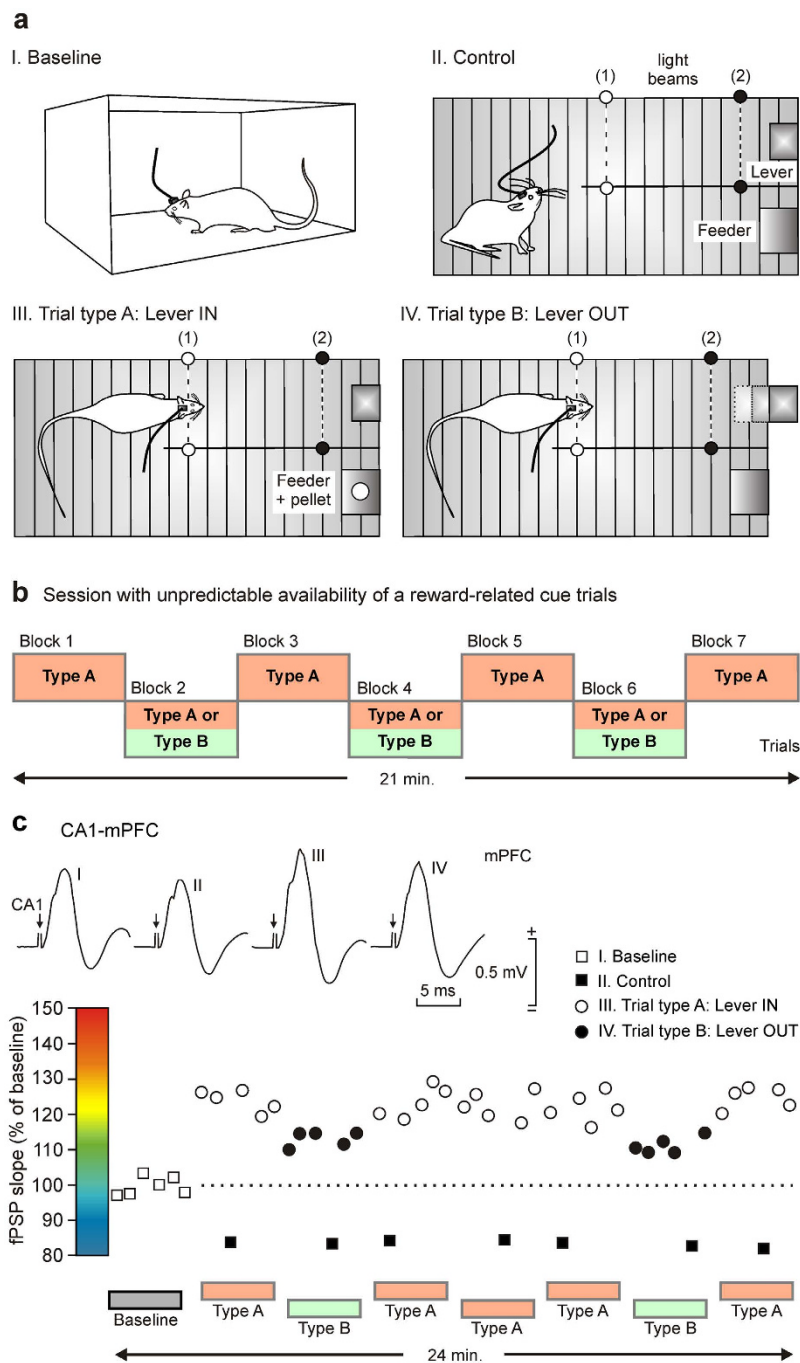 a
I. Baseline
II. Control
(1)
light
beams
(2)
Lever
Feeder
III. Trial type A: Lever IN
(1)
(2)
Feeder
+ pellet
IV. Trial type B: Lever OUT
(1)
(2)
b Session with unpredictable availability of a reward-related cue trials
Block 1
Type A
Block 2
Type A or
Type B
Block 3
Type A
Block 4
Type A or
Type B
Block 5
Type A
Block 6
Type A or
Type B
Block 7
Type A
Trials
21 min.
c CA1-mPFC
CA1
I
II
III
IV
mPFC
+
0.5 mV
=
5 ms
I. Baseline
II. Control
III. Trial type A: Lever IN
IV. Trial type B: Lever OUT
fPSP slope (% of baseline)
150
140
130
120
110
100
90
80
Baseline
Type A
Type B
Type A
Type A
Type A
Type B
Type A
24 min.